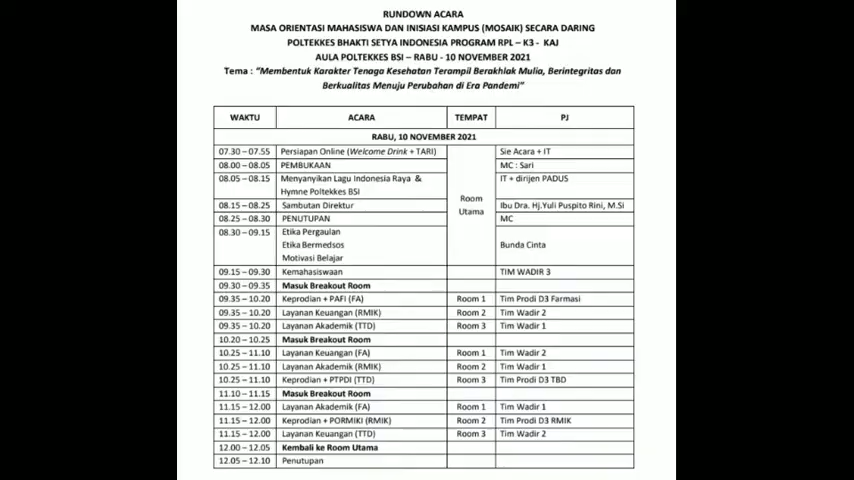 RUNDOWN ACARA
MASA ORIENTASI MAHASISWA DAN INISIASI KAMPUS (MOSAIK) SECARA DARING
POLTEKKES BHAKTI SETYA INDONESIA PROGRAM RPL – K3 - KAJ
AULA POLTEKKES BSI – RABU - 10 NOVEMBER 2021
Tema : "Membentuk Karakter Tenaga Kesehatan Terampil Berakhlak Mulia, Berintegritas dan
Berkualitas Menuju Perubahan di Era Pandemi"
WAKTU ACARA TEMPAT PJ
RABU, 10 NOVEMBER 2021
07.30 – 07.55 Persiapan Online (Welcome Drink + TARI) Sie Acara + IT
08.00 – 08.05 PEMBUKAAN MC : Sari
08.05 – 08.15 Menyanyikan Lagu Indonesia Raya & IT + dirijen PADUS
Hymne Poltekkes BSI
Room
Utama
08.15 – 08.25 Sambutan Direktur Ibu Dra. Hj.Yuli Puspito Rini, M.Si
08.25 – 08.30 PENUTUPAN MC
08.30 – 09.15 Etika Pergaulan
Etika Bermedsos Bunda Cinta
Motivasi Belajar
09.15 – 09.30 Kemahasiswaan TIM WADIR 3
09.30 – 09.35 Masuk Breakout Room
09.35 – 10.20 Keprodian + PAFI (FA) Room 1 Tim Prodi D3 Farmasi
09.35 – 10.20 Layanan Keuangan (RMIK) Room 2 Tim Wadir 2
09.35 – 10.20 Layanan Akademik (TTD) Room 3 Tim Wadir 1
10.20 – 10.25 Masuk Breakout Room
10.25 – 11.10 Layanan Keuangan (FA) Room 1 Tim Wadir 2
10.25 – 11.10 Layanan Akademik (RMIK) Room 2 Tim Wadir 1
10.25 – 11.10 Keprodian + PTPDI (TTD) Room 3 Tim Prodi D3 TBD
11.10 – 11.15 Masuk Breakout Room
11.15 – 12.00 Layanan Akademik (FA) Room 1 Tim Wadir 1
11.15 – 12.00 Keprodian + PORMIKI (RMIK) Room 2 Tim Prodi D3 RMIK
11.15 – 12.00 Layanan Keuangan (TTD) Room 3 Tim Wadir 2
12.00 – 12.05 Kembali ke Room Utama
12.05 – 12.10 Penutupan